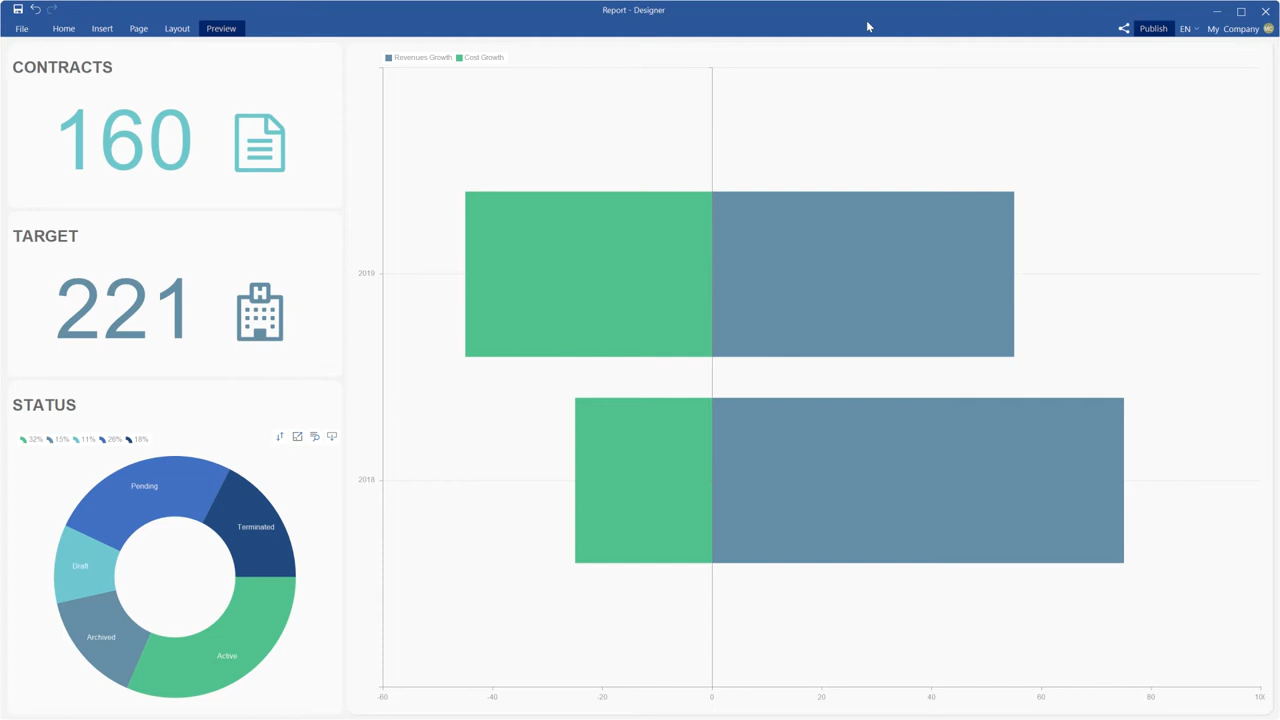 Report - Designer
File Home Insert Page Layout Preview
Publish EN My Company MC
CONTRACTS
160
TARGET
221
H
STATUS
32% 15% 11% 26% 18%
Pending
Terminated
Draft
Archived
Active
Revenues Growth Cost Growth
2019
2018
-60 -40 -20 0 20 40 60 80 100